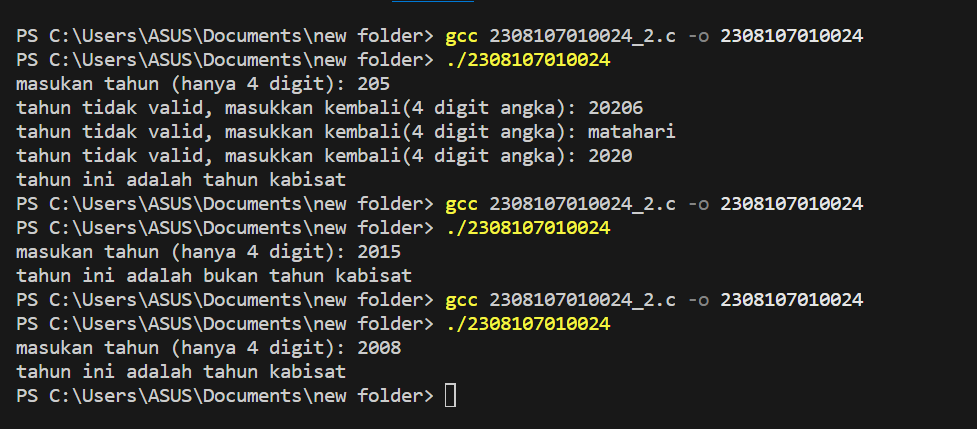 PS C:\Users\ASUS\Documents\new folder> gcc 2308107010024_2.c -o 2308107010024
PS C:\Users\ASUS\Documents\new folder> ./2308107010024
masukan tahun (hanya 4 digit): 205
tahun tidak valid, masukkan kembali(4 digit angka): 20206
tahun tidak valid, masukkan kembali(4 digit angka): matahari
tahun tidak valid, masukkan kembali(4 digit angka): 2020
tahun ini adalah tahun kabisat
PS C:\Users\ASUS\Documents\new folder> gcc 2308107010024_2.c -o 2308107010024
PS C:\Users\ASUS\Documents\new folder> ./2308107010024
masukan tahun (hanya 4 digit): 2015
tahun ini adalah bukan tahun kabisat
PS C:\Users\ASUS\Documents\new folder> gcc 2308107010024_2.c -o 2308107010024
PS C:\Users\ASUS\Documents\new folder> ./2308107010024
masukan tahun (hanya 4 digit): 2008
tahun ini adalah tahun kabisat
PS C:\Users\ASUS\Documents\new folder>